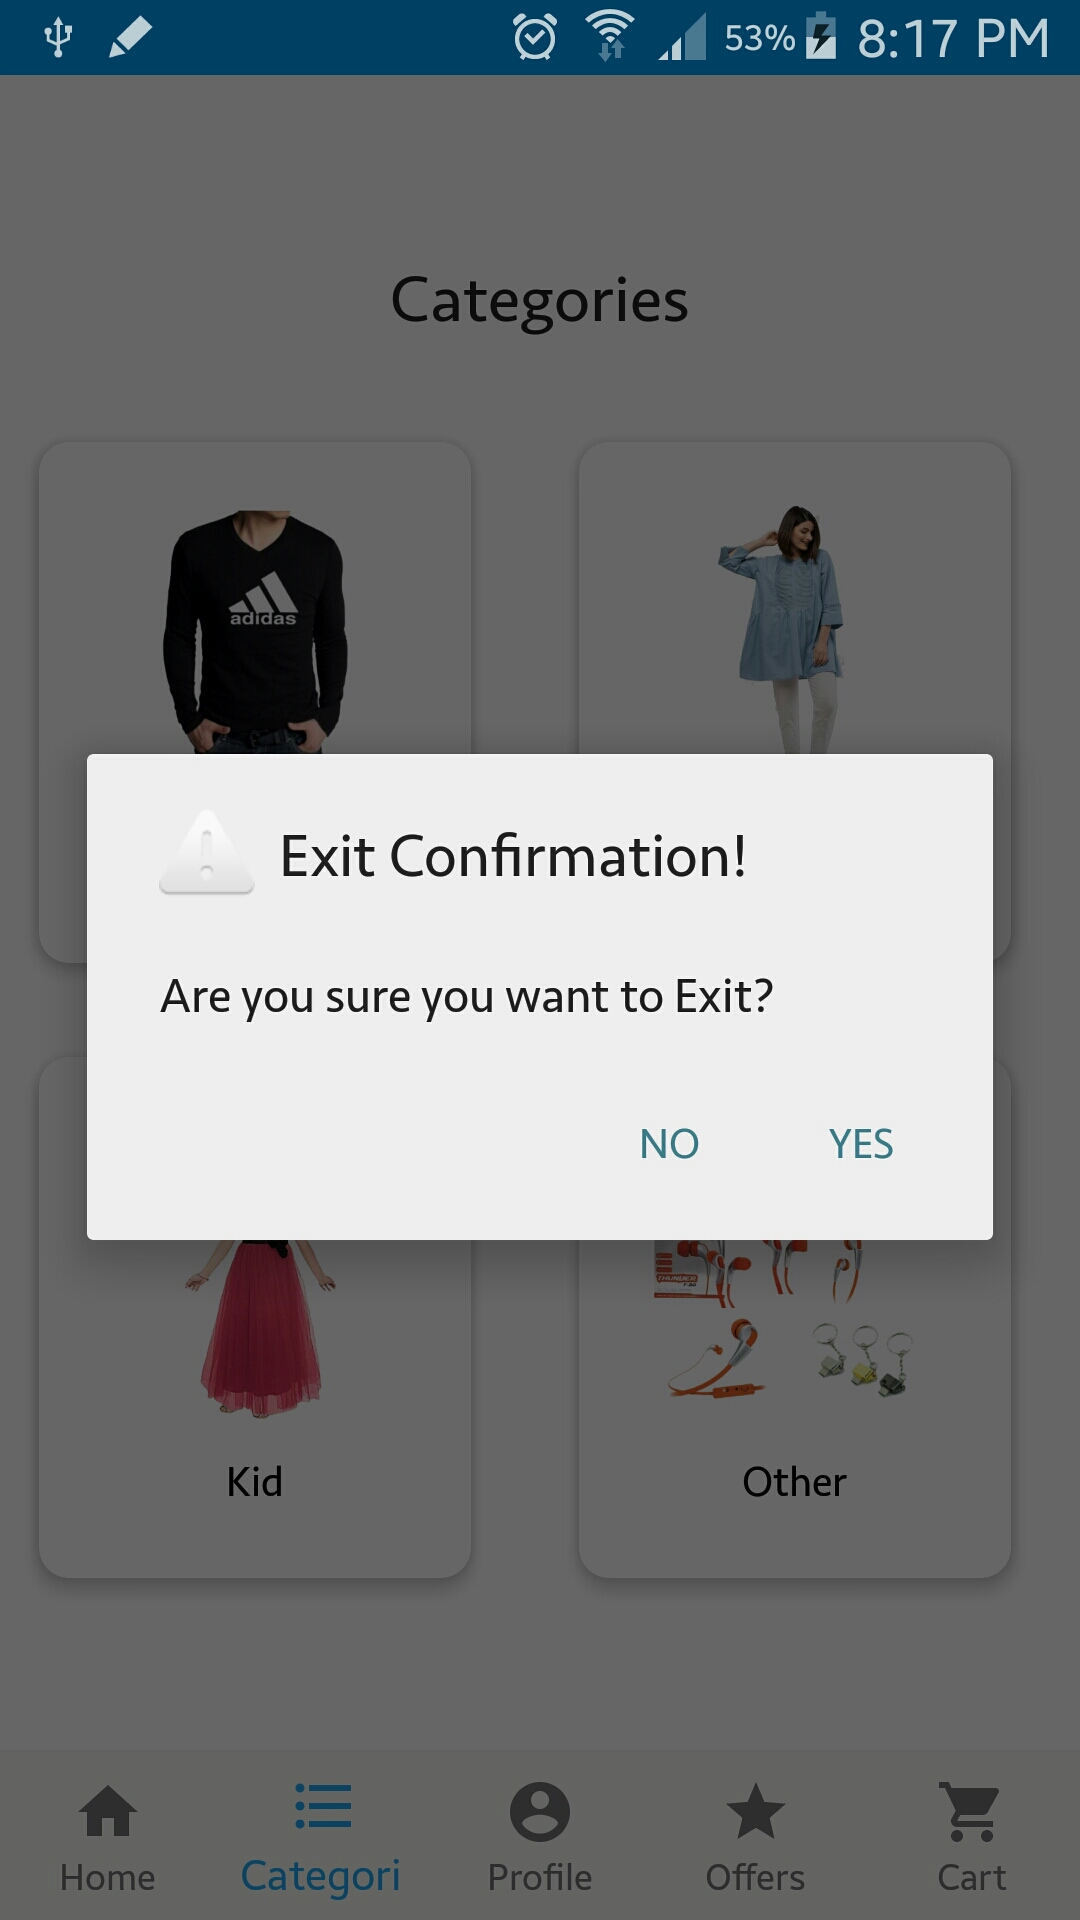 53% 8:17 PM
Categories
adidas
Exit Confirmation!
Are you sure you want to Exit?
NO YES
THUNDER
Kid Other
Home Categori Profile Offers Cart